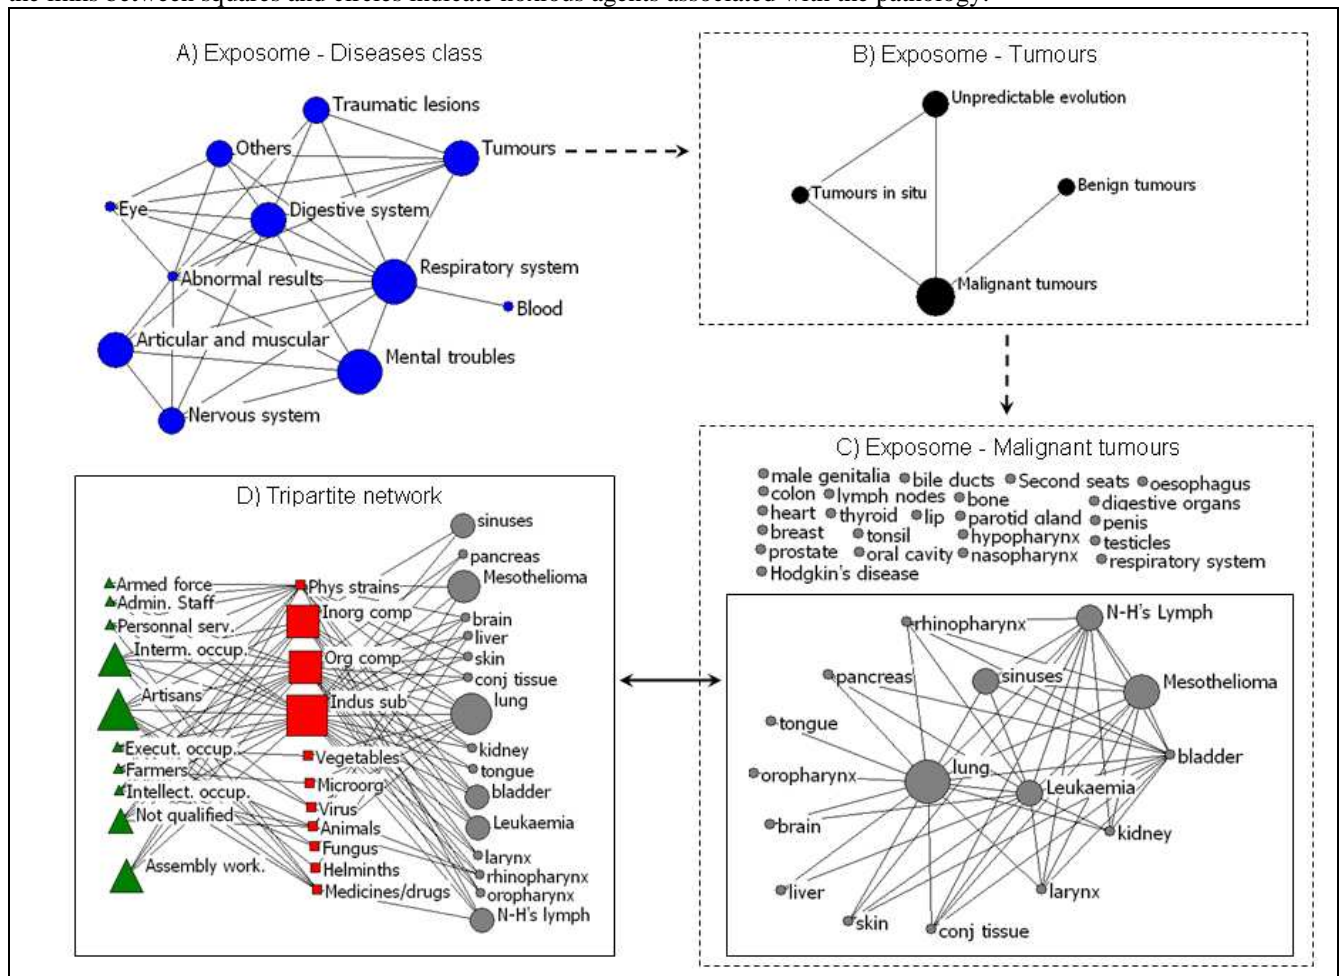 the links between squares and circles indicate nothous agents associated with the pathology.
A) Exposome - Diseases class
Traumatic lesions
Others
Tumours
Eye
Digestive system
Abnormal results
Respiratory system
Blood
Articular and muscular
Mental troubles
Nervous system
B) Exposome - Tumours
Unpredictable evolution
Tumours in situ
Benign tumours
Malignant tumours
C) Exposome - Malignant tumours
male genitalia
bile ducts
Second seats
oesophagus
colon
lymph nodes
bone
digestive organs
heart
thyroid
lip
parotid gland
penis
breast
tonsil
hypopharynx
testicles
prostate
oral cavity
nasopharynx
respiratory system
Hodgkin's disease
rhinopharynx
N-H's Lymph
pancreas
sinuses
Mesothelioma
tongue
bladder
oropharynx
lung
Leukaemia
brain
kidney
liver
larynx
skin
conj tissue
D) Tripartite network
sinuses
pancreas
Armed force
Phys strains
Mesothelioma
Admin. Staff
Inorg comp
Personnal serv.
brain
liver
Interm. occup.
Org comp
skin
conj tissue
Artisans
Indus sub
lung
Execut. occup.
Vegetables
kidney
Farmers
tongue
Intellect. occup.
Microorg
bladder
Not qualified
Virus
Animals
Leukaemia
Fungus
larynx
Assembly work.
Helminths
rhinopharynx
Medicines/drugs
oropharynx
N-H's lymph